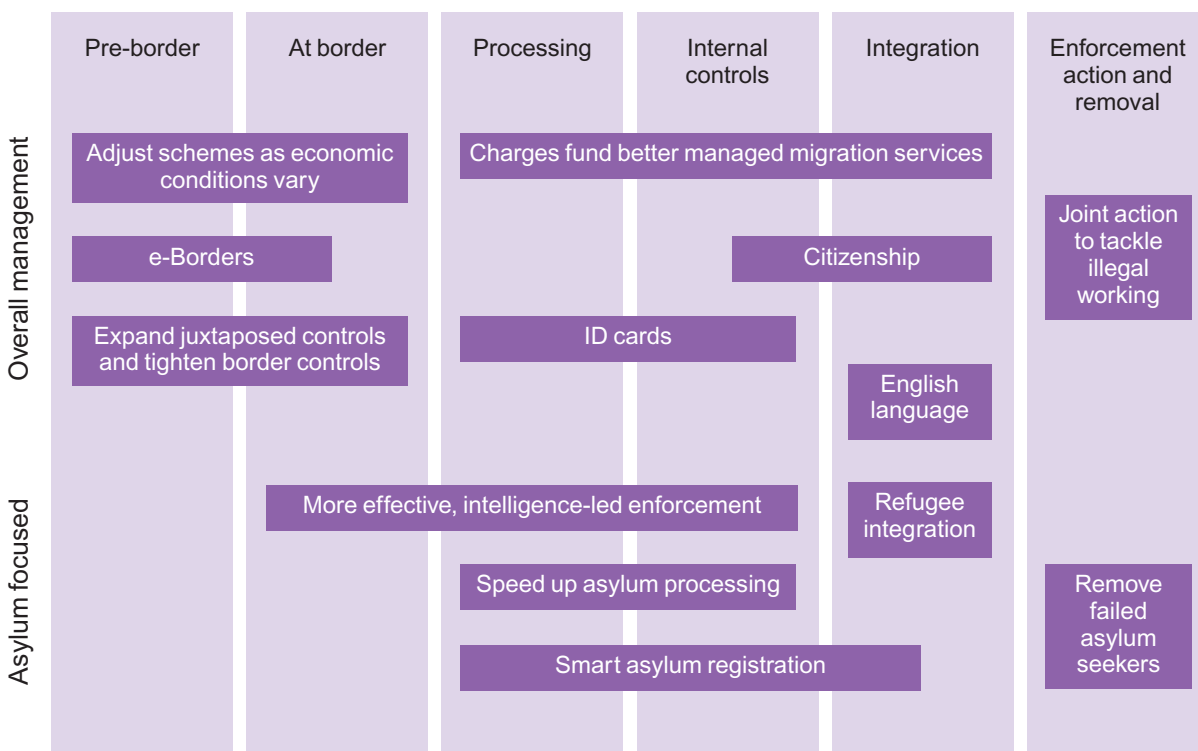 Pre-border
At border
Processing
Internal
controls
Integration
Enforcement
action and
removal
Overall management
Adjust schemes as economic
conditions vary
Charges fund better managed migration services
Joint action
to tackle
illegal
working
e-Borders
Citizenship
Expand juxtaposed controls
and tighten border controls
ID cards
English
language
Asylum focused
More effective, intelligence-led enforcement
Refugee
integration
Speed up asylum processing
Remove
failed
asylum
seekers
Smart asylum registration